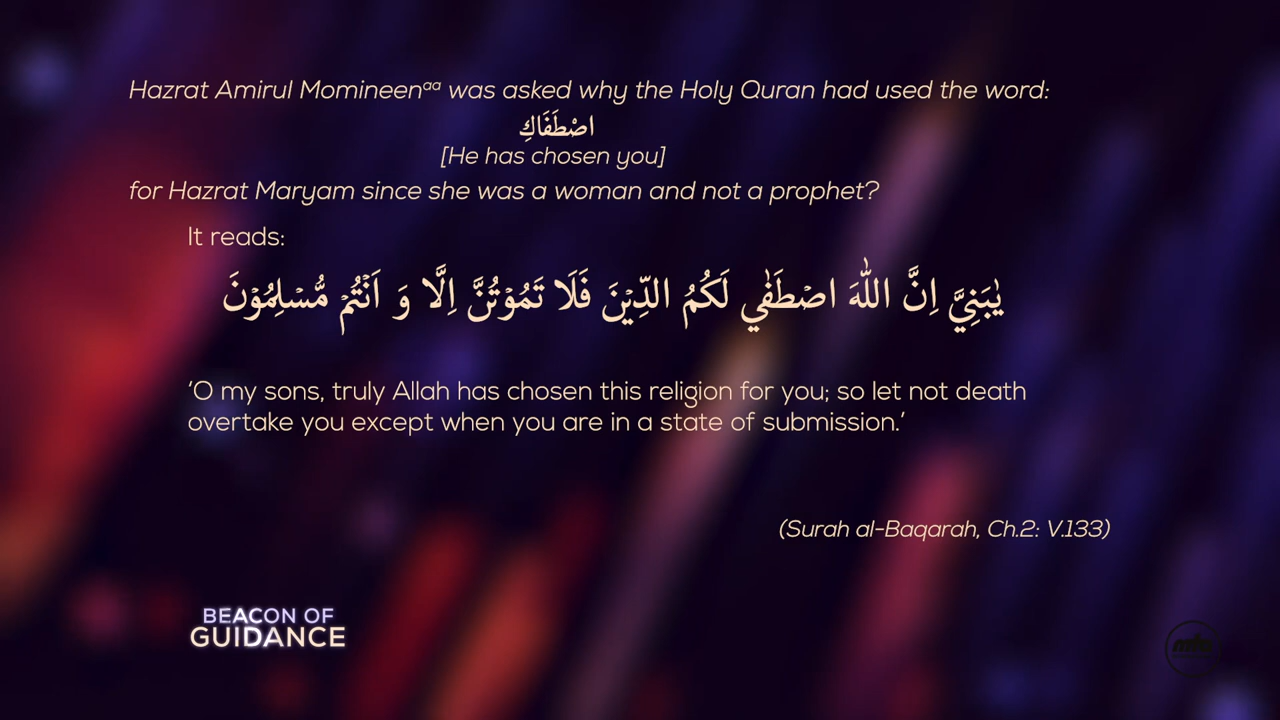 Hazrat Amirul Momineenᵃᵃ was asked why the Holy Quran had used the word:
اصْطَفَاكِ
[He has chosen you]
for Hazrat Maryam since she was a woman and not a prophet?
It reads:
يٰبَنِيَّ اِنَّ اللّٰهَ اصۡطَفٰي لَكُمُ الدِّيۡنَ فَلَا تَمُوۡتُنَّ اِلَّا وَ اَنۡتُمۡ مُّسۡلِمُوۡنَ
‘O my sons, truly Allah has chosen this religion for you; so let not death
overtake you except when you are in a state of submission.’
(Surah al-Baqarah, Ch.2: V.133)
BEACON OF
GUIDANCE
mta